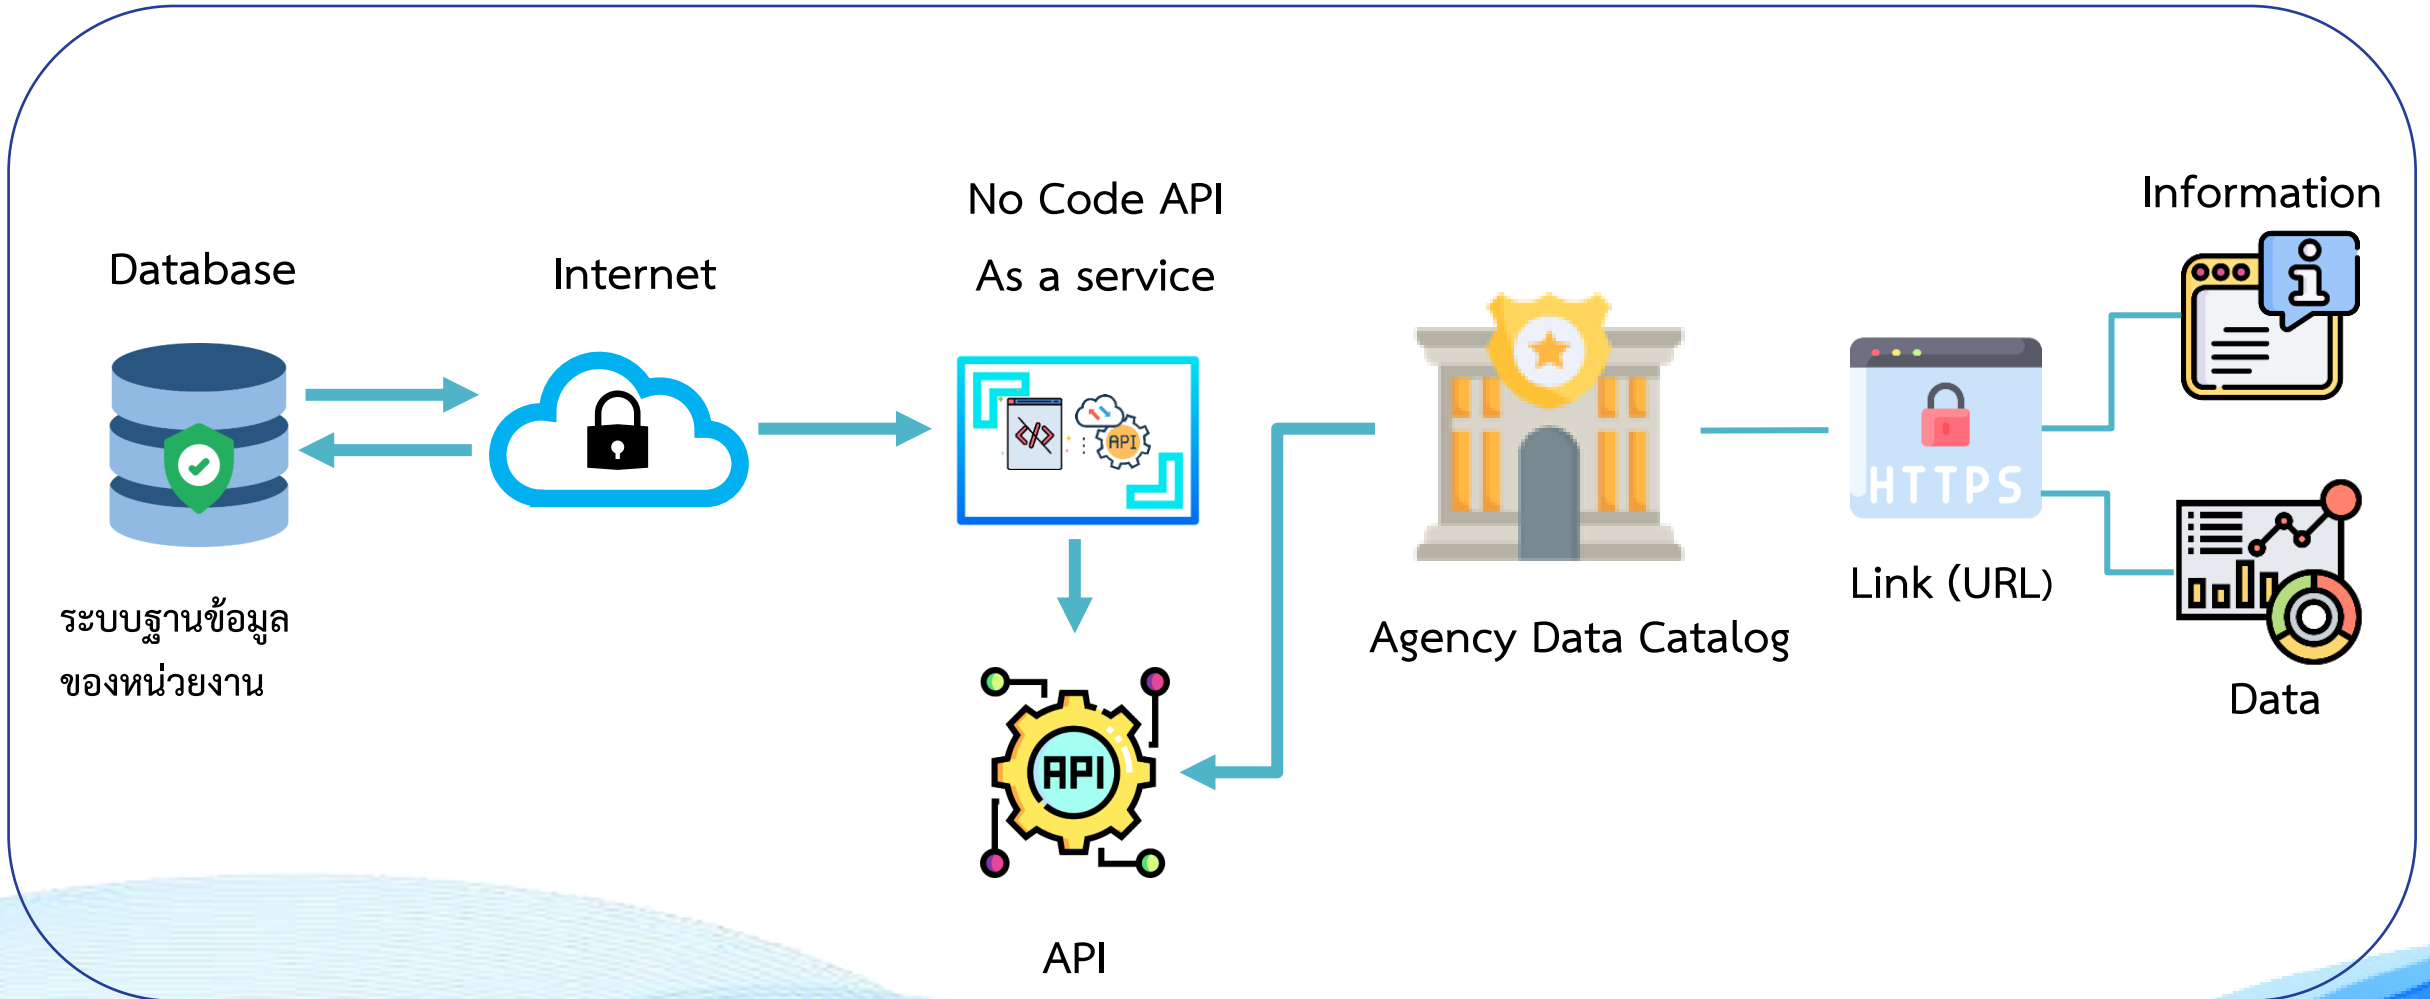 Database
ระบบฐานข้อมูล
ของหน่วยงาน
Internet
No Code API
As a service
API
API
API
Agency Data Catalog
HTTPS
Link (URL)
Information
i
Data